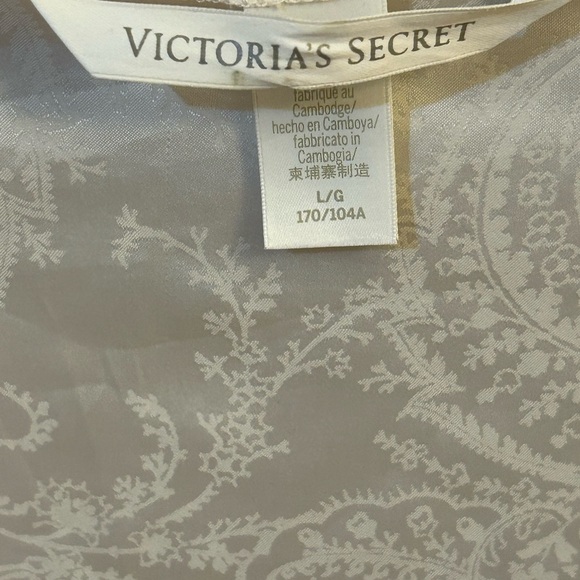 VICTORIA'S SECRET
fabriqué au
Cambodge/
hecho en Camboya/
fabbricato in
Cambogia/
柬埔寨制造
L/G
170/104A